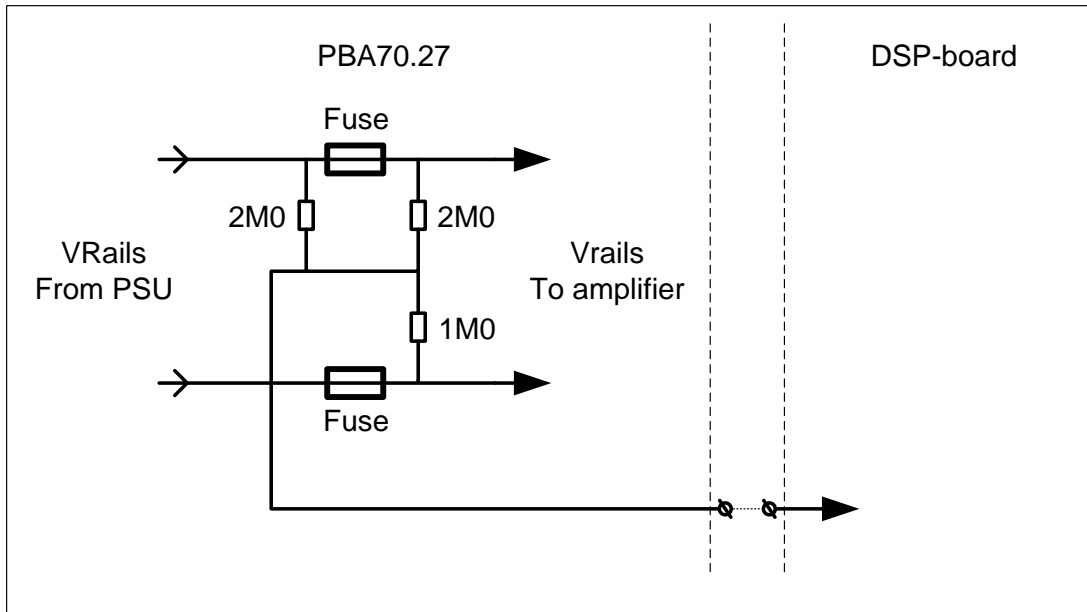 PBA70.27
DSP-board
Fuse
2M0
2M0
VRails
From PSU
Vrails
To amplifier
1M0
Fuse